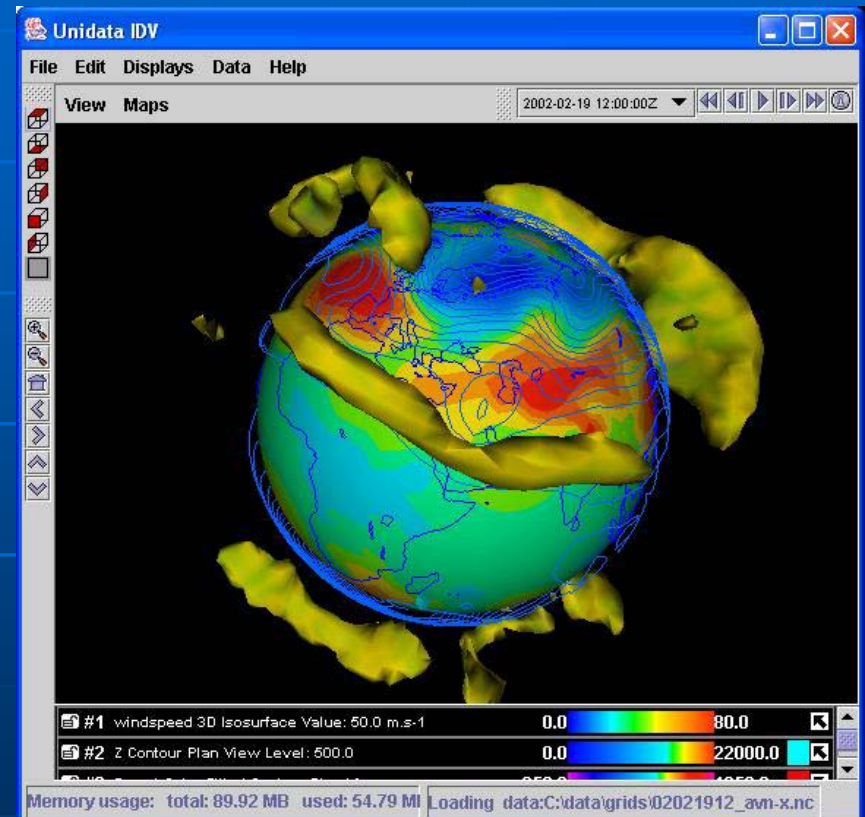 Unidata IDV
File Edit Displays Data Help
View Maps 2002-02-19 12:00:00Z
#1 windspeed 3D Isosurface Value: 50.0 m.s-1 0.0 80.0
#2 Z Contour Plan View Level: 500.0 0.0 22000.0
Memory usage: total: 89.92 MB used: 54.79 M Loading data:C:\data\grids\02021912_avn-x.nc